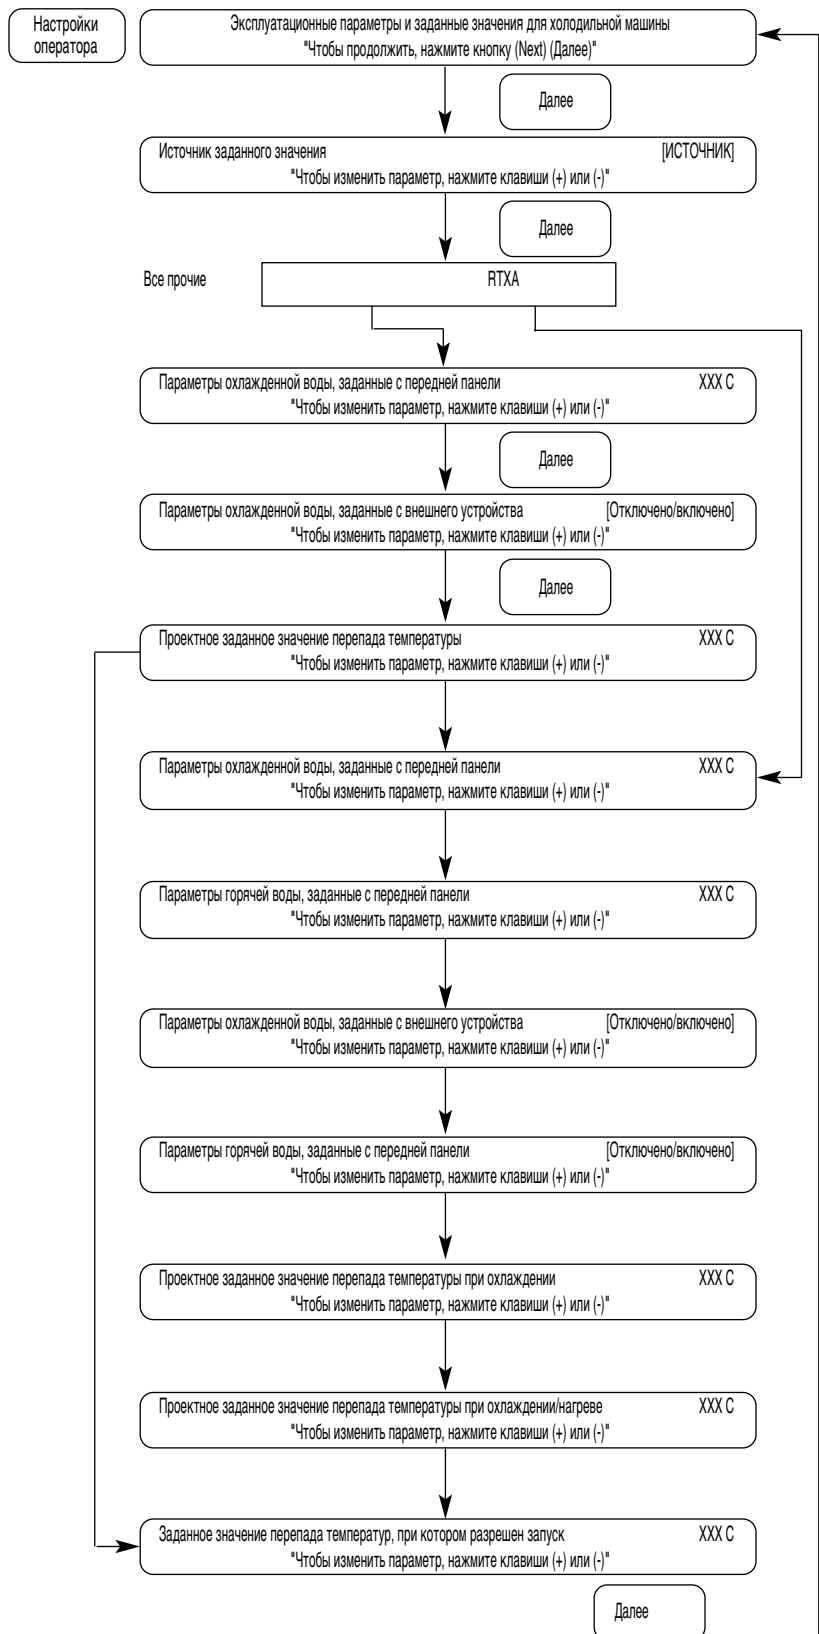 Настройки
оператора
Эксплуатационные параметры и заданные значения для холодильной машины
"Чтобы продолжить, нажмите кнопку (Next) (Далее)"
Далее
Источник заданного значения [ИСТОЧНИК]
"Чтобы изменить параметр, нажмите клавиши (+) или (-)"
Далее
Все прочие RTXA
Параметры охлажденной воды, заданные с передней панели XXX C
"Чтобы изменить параметр, нажмите клавиши (+) или (-)"
Далее
Параметры охлажденной воды, заданные с внешнего устройства [Отключено/включено]
"Чтобы изменить параметр, нажмите клавиши (+) или (-)"
Далее
Проектное заданное значение перепада температуры XXX C
"Чтобы изменить параметр, нажмите клавиши (+) или (-)"
Параметры охлажденной воды, заданные с передней панели XXX C
"Чтобы изменить параметр, нажмите клавиши (+) или (-)"
Параметры горячей воды, заданные с передней панели XXX C
"Чтобы изменить параметр, нажмите клавиши (+) или (-)"
Параметры охлажденной воды, заданные с внешнего устройства [Отключено/включено]
"Чтобы изменить параметр, нажмите клавиши (+) или (-)"
Параметры горячей воды, заданные с передней панели [Отключено/включено]
"Чтобы изменить параметр, нажмите клавиши (+) или (-)"
Проектное заданное значение перепада температуры при охлаждении XXX C
"Чтобы изменить параметр, нажмите клавиши (+) или (-)"
Проектное заданное значение перепада температуры при охлаждении/нагреве XXX C
"Чтобы изменить параметр, нажмите клавиши (+) или (-)"
Заданное значение перепада температур, при котором разрешен запуск XXX C
"Чтобы изменить параметр, нажмите клавиши (+) или (-)"
Далее